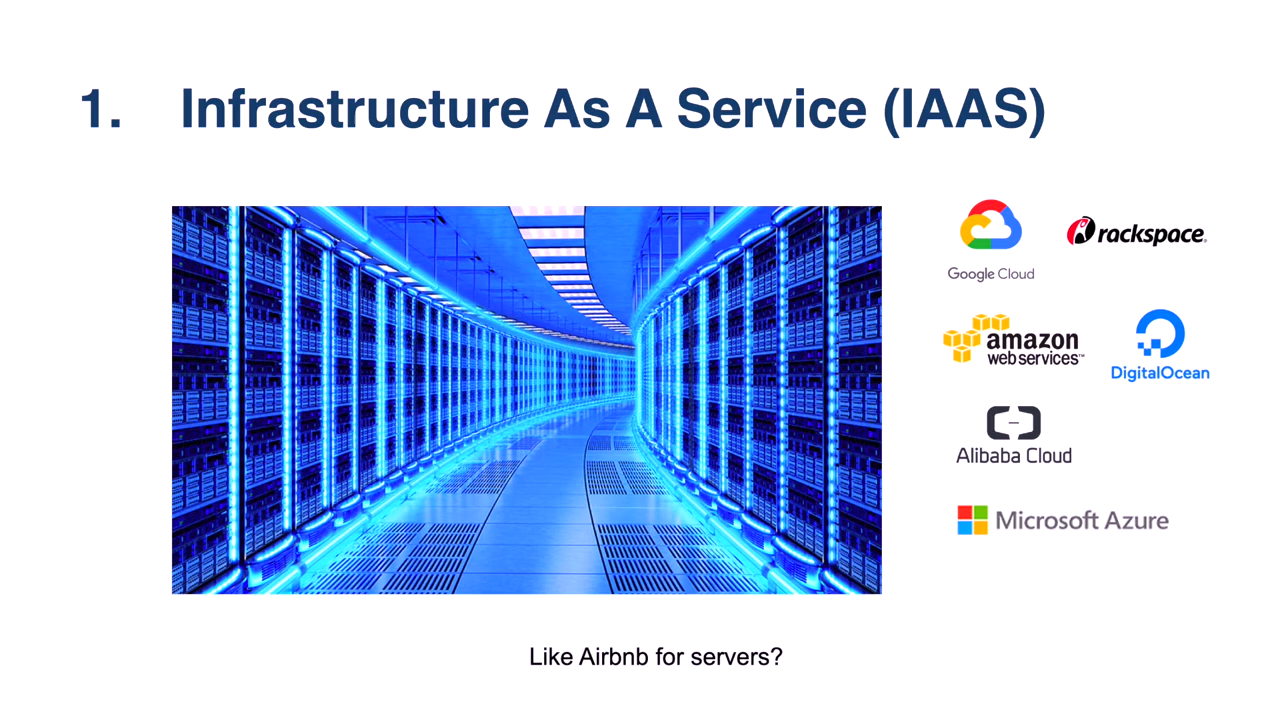 1. Infrastructure As A Service (IAAS)
Google Cloud
rackspace.
amazon
web services™
DigitalOcean
Alibaba Cloud
Microsoft Azure
Like Airbnb for servers?